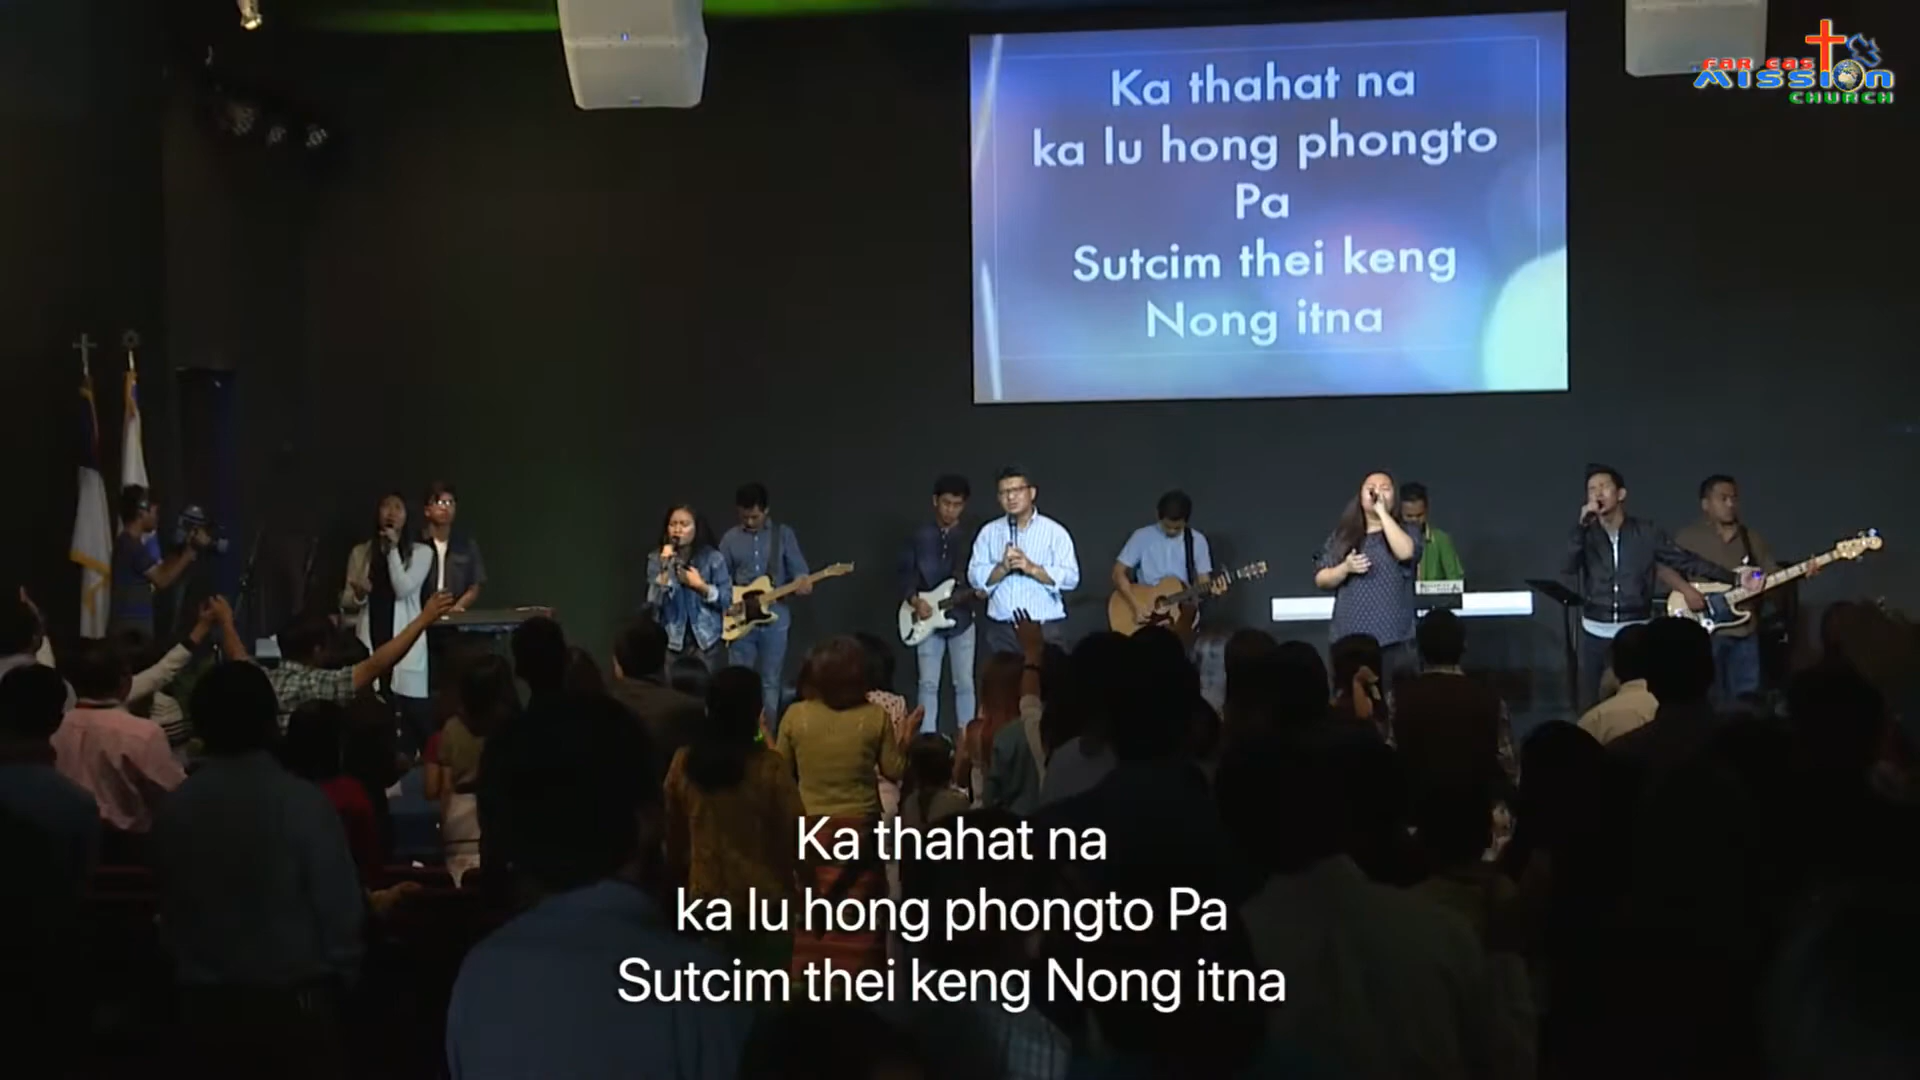 Ka thahat na
ka lu hong phongto
Pa
Sutcim thei keng
Nong itna
FAR EAST
MISSION
CHURCH
Ka thahat na
ka lu hong phongto Pa
Sutcim thei keng Nong itna